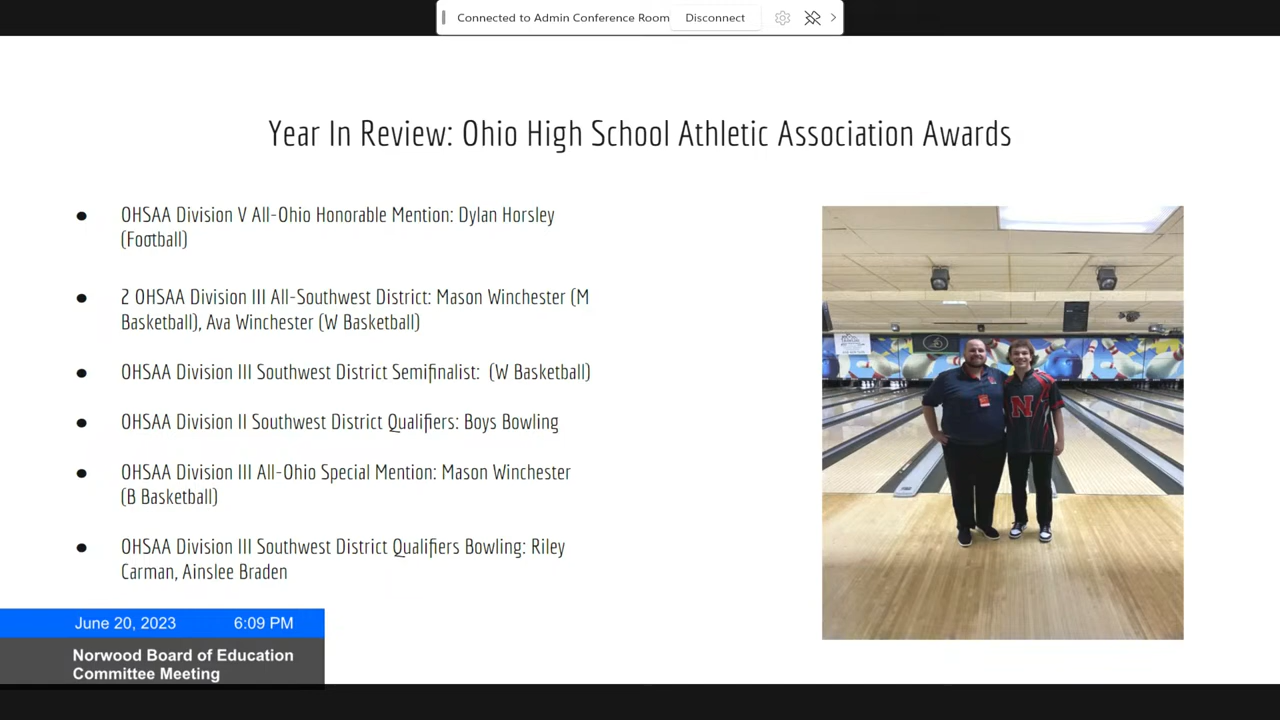 Connected to Admin Conference Room Disconnect
Year In Review: Ohio High School Athletic Association Awards
● OHSAA Division V All-Ohio Honorable Mention: Dylan Horsley
(Football)
● 2 OHSAA Division III All-Southwest District: Mason Winchester (M
Basketball), Ava Winchester (W Basketball)
● OHSAA Division III Southwest District Semifinalist: (W Basketball)
● OHSAA Division II Southwest District Qualifiers: Boys Bowling
● OHSAA Division III All-Ohio Special Mention: Mason Winchester
(B Basketball)
● OHSAA Division III Southwest District Qualifiers Bowling: Riley
Carman, Ainslee Braden
N
June 20, 2023 6:09 PM
Norwood Board of Education
Committee Meeting